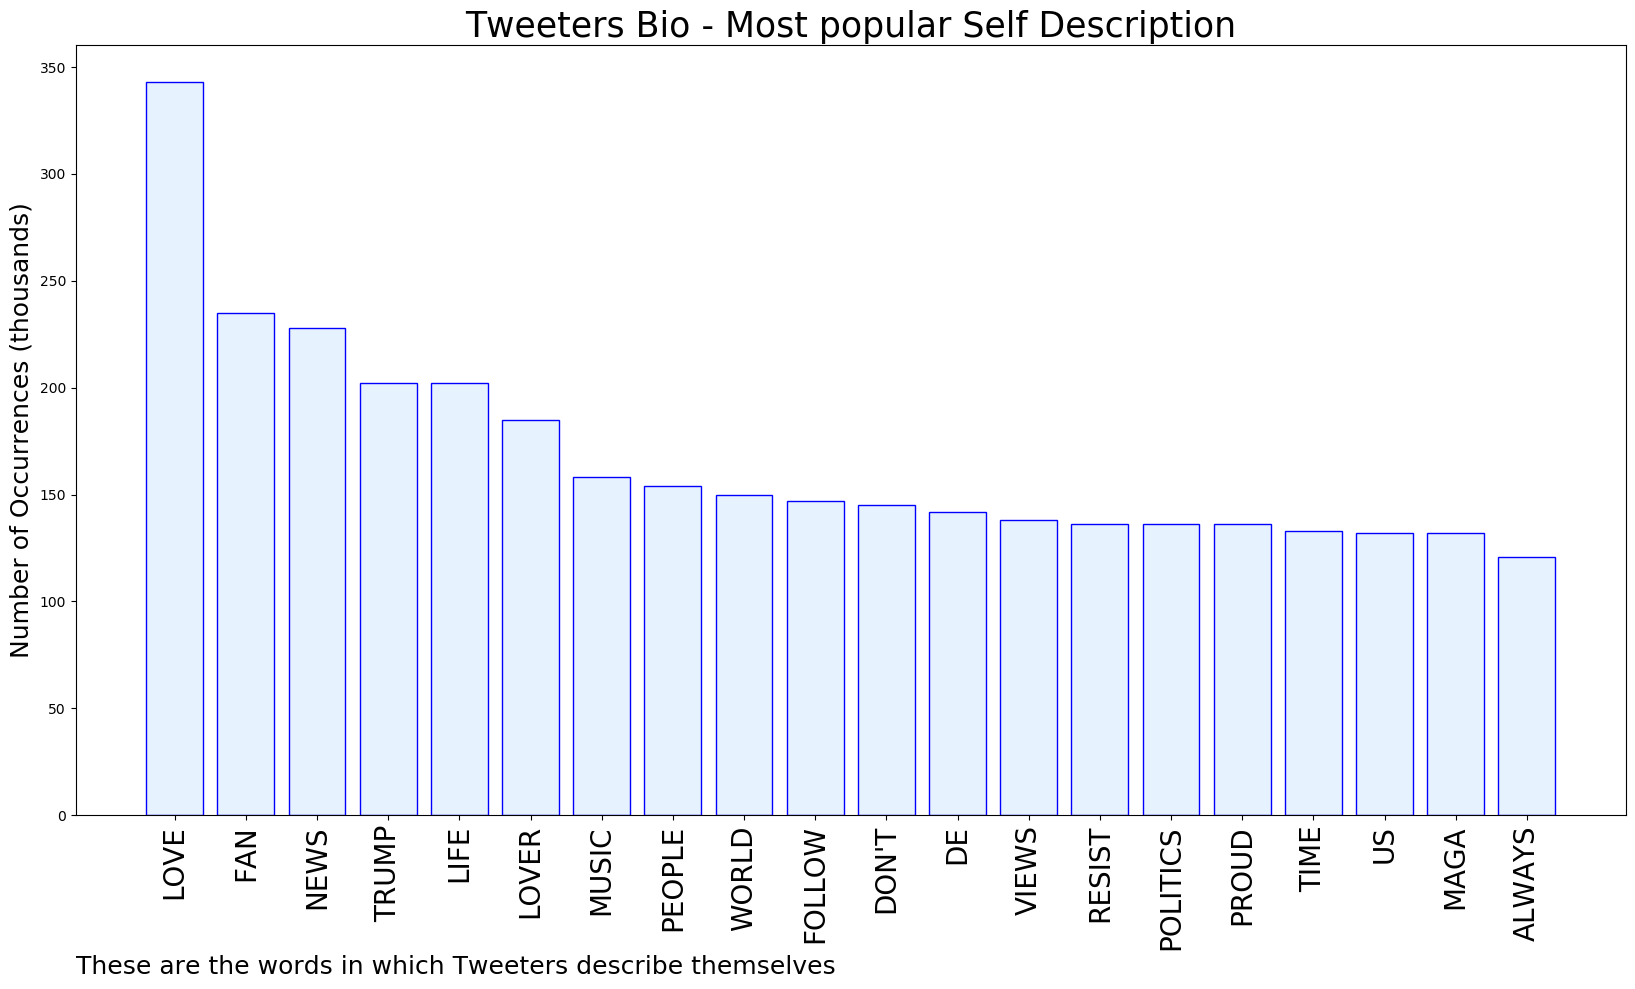 Tweeters Bio - Most popular Self Description
Number of Occurrences (thousands)
350
300
250
200
150
100
50
0
LOVE
FAN
NEWS
TRUMP
LIFE
LOVER
MUSIC
PEOPLE
WORLD
FOLLOW
DON'T
DE
VIEWS
RESIST
POLITICS
PROUD
TIME
US
MAGA
ALWAYS
These are the words in which Tweeters describe themselves